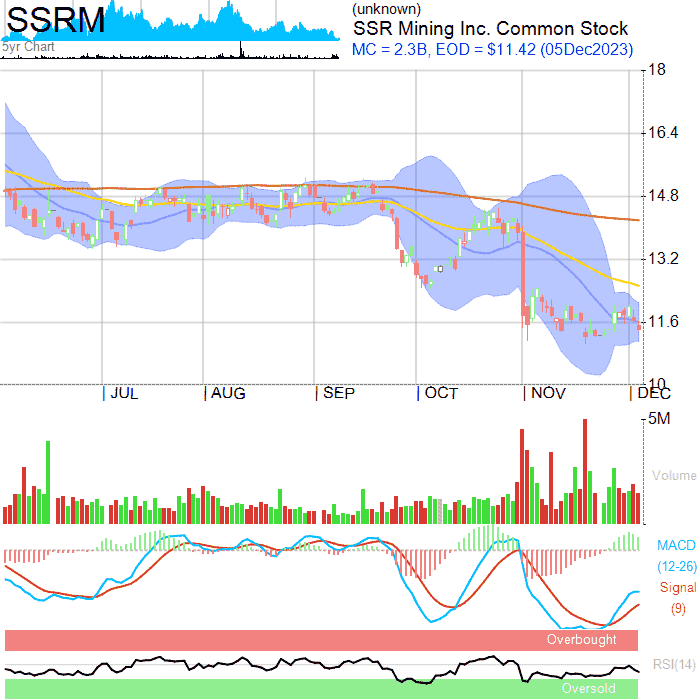 SSRM
5yr Chart
(unknown)
SSR Mining Inc. Common Stock
MC = 2.3B, EOD = $11.42 (05Dec2023)
18
16.4
14.8
13.2
11.6
10
JUL AUG SEP OCT NOV DEC
5M
Volume
MACD
(12-26)
Signal
(9)
Overbought
RSI(14)
Oversold